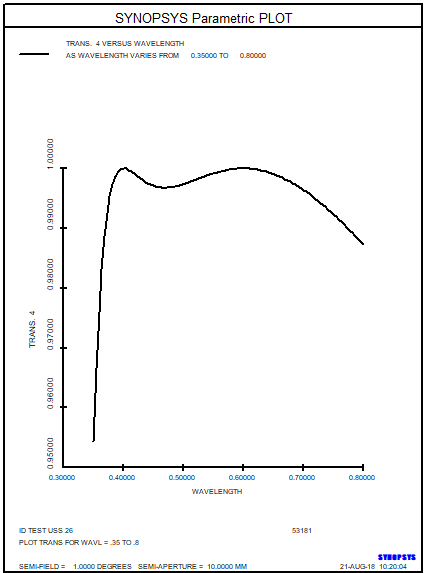 SYNOPSYS Parametric PLOT
TRANS. 4 VERSUS WAVELENGTH
AS WAVELENGTH VARIES FROM 0.35000 TO 0.80000
1.00000
0.99000
0.98000
0.97000
0.96000
0.95000
TRANS. 4
0.30000 0.40000 0.50000 0.60000 0.70000 0.80000
WAVELENGTH
ID TEST USS 26 53181
PLOT TRANS FOR WAVL = .35 TO .8
SYNOPSYS
SEMI-FIELD = 1.0000 DEGREES SEMI-APERTURE = 10.0000 MM 21-AUG-18 10:20:04